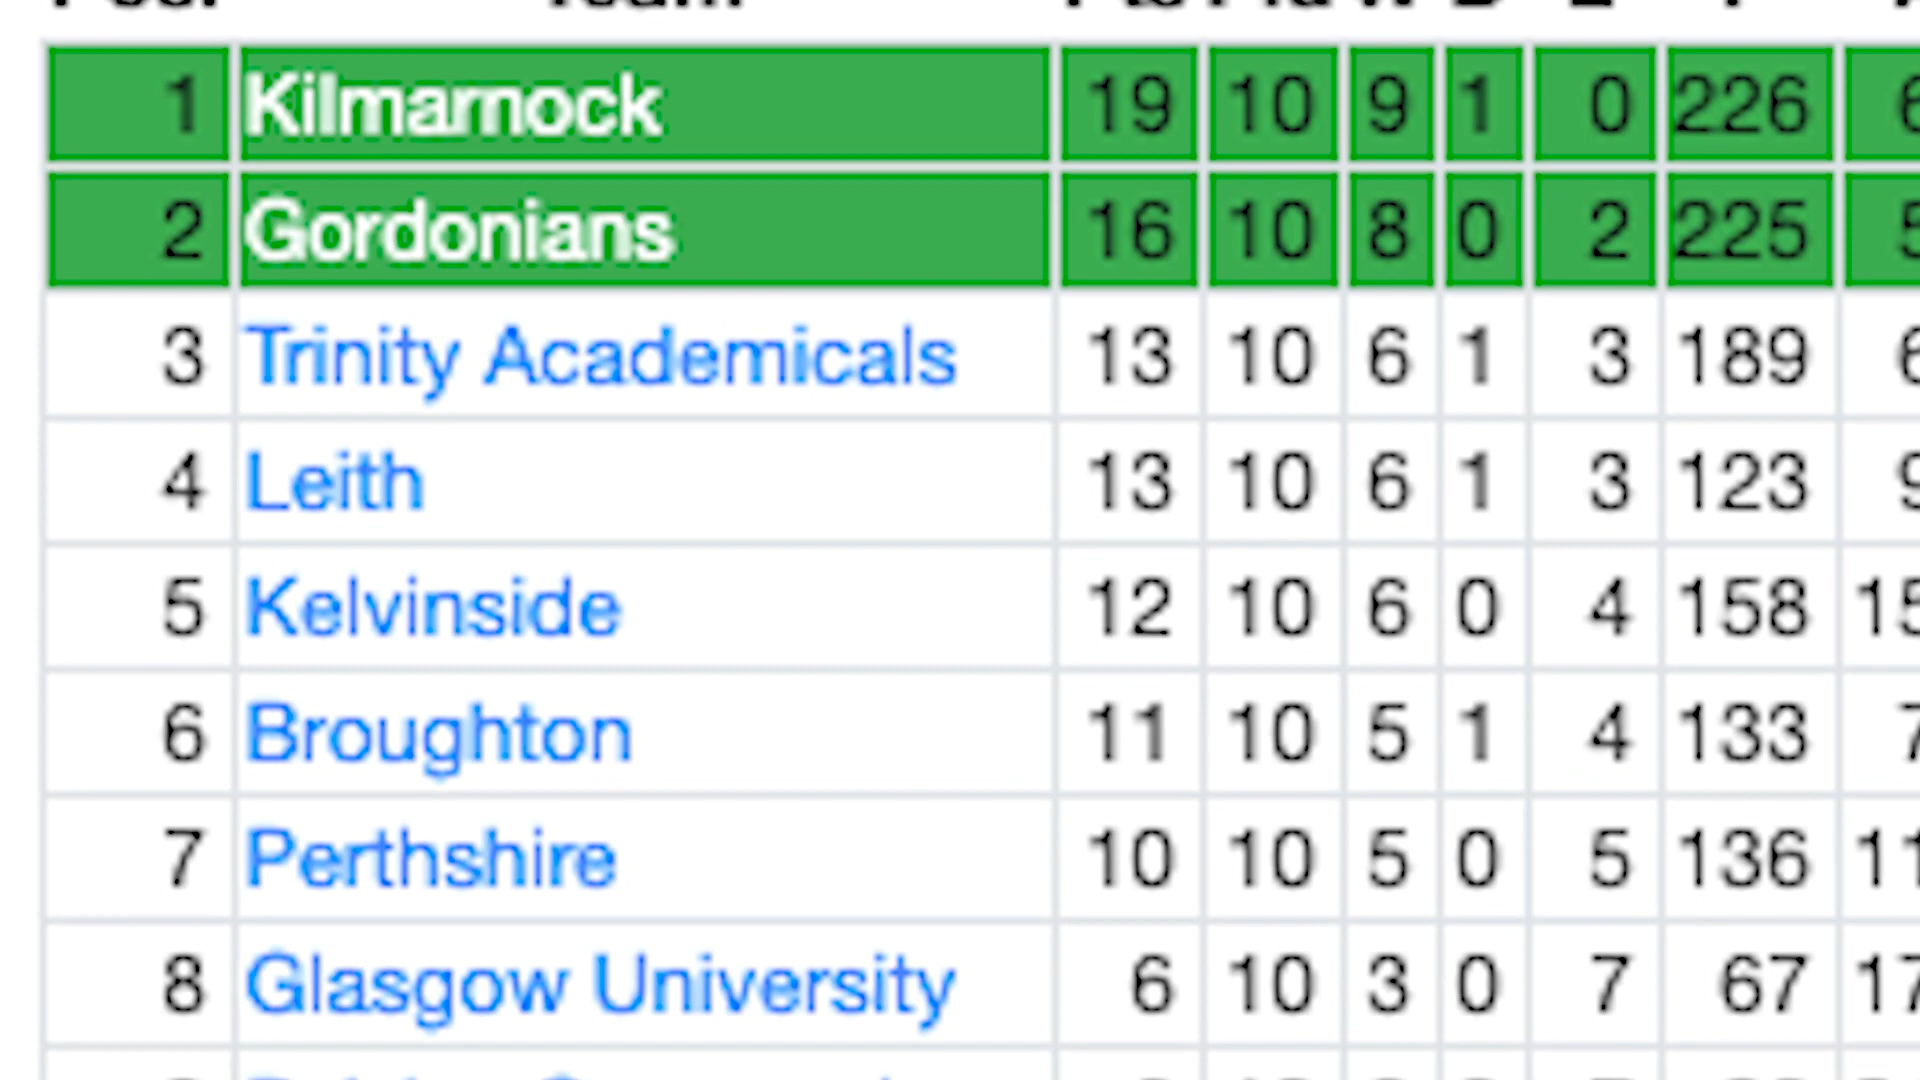 1 Kilmarnock 19 10 9 1 0 226
2 Gordonians 16 10 8 0 2 225
3 Trinity Academicals 13 10 6 1 3 189
4 Leith 13 10 6 1 3 123
5 Kelvinside 12 10 6 0 4 158
6 Broughton 11 10 5 1 4 133
7 Perthshire 10 10 5 0 5 136
8 Glasgow University 6 10 3 0 7 67